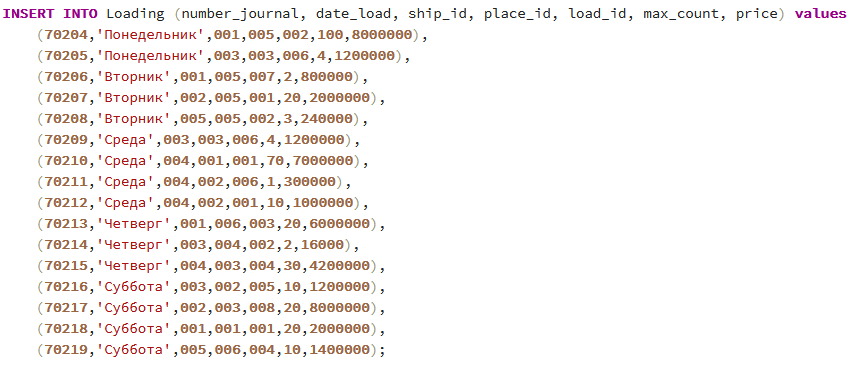 INSERT INTO Loading (number_journal, date_load, ship_id, place_id, load_id, max_count, price) values
(70204,'Понедельник',001,005,002,100,8000000),
(70205,'Понедельник',003,003,006,4,1200000),
(70206,'Вторник',001,005,007,2,800000),
(70207,'Вторник',002,005,001,20,2000000),
(70208,'Вторник',005,005,002,3,240000),
(70209,'Среда',003,003,006,4,1200000),
(70210,'Среда',004,001,001,70,7000000),
(70211,'Среда',004,002,006,1,300000),
(70212,'Среда',004,002,001,10,1000000),
(70213,'Четверг',001,006,003,20,6000000),
(70214,'Четверг',003,004,002,2,16000),
(70215,'Четверг',004,003,004,30,4200000),
(70216,'Суббота',003,002,005,10,1200000),
(70217,'Суббота',002,003,008,20,8000000),
(70218,'Суббота',001,001,001,20,2000000),
(70219,'Суббота',005,006,004,10,1400000);